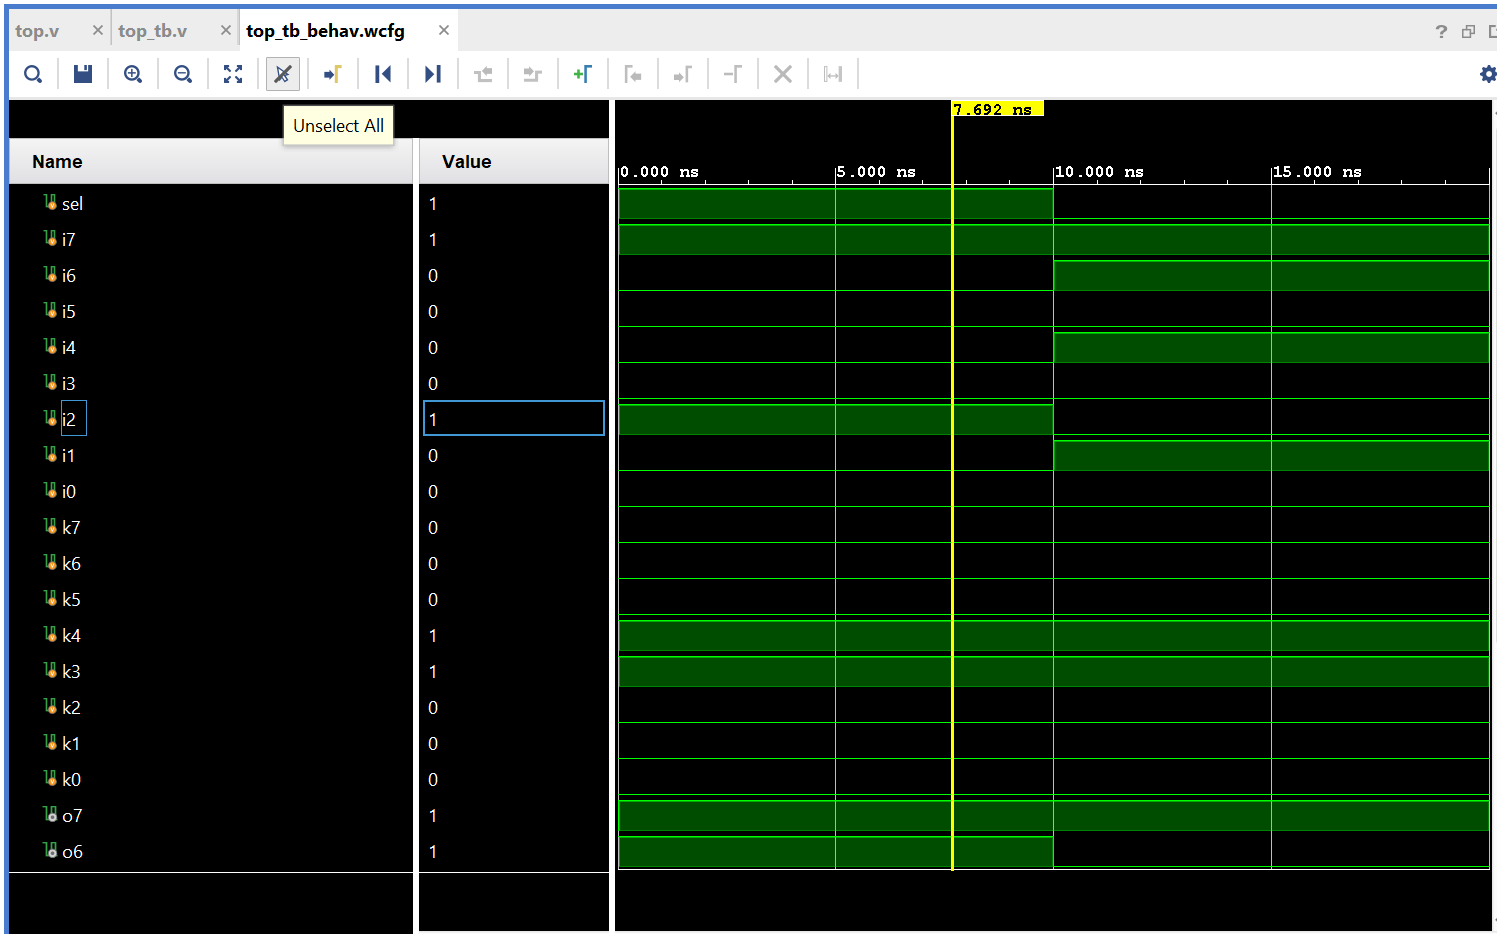 top.v × top_tb.v × top_tb_behav.wcfg × ?
Unselect All
7.692 ns
Name Value
0.000 ns 5.000 ns 10.000 ns 15.000 ns
sel 1
i7 1
i6 0
i5 0
i4 0
i3 0
i2 1
i1 0
i0 0
k7 0
k6 0
k5 0
k4 1
k3 1
k2 0
k1 0
k0 0
o7 1
o6 1